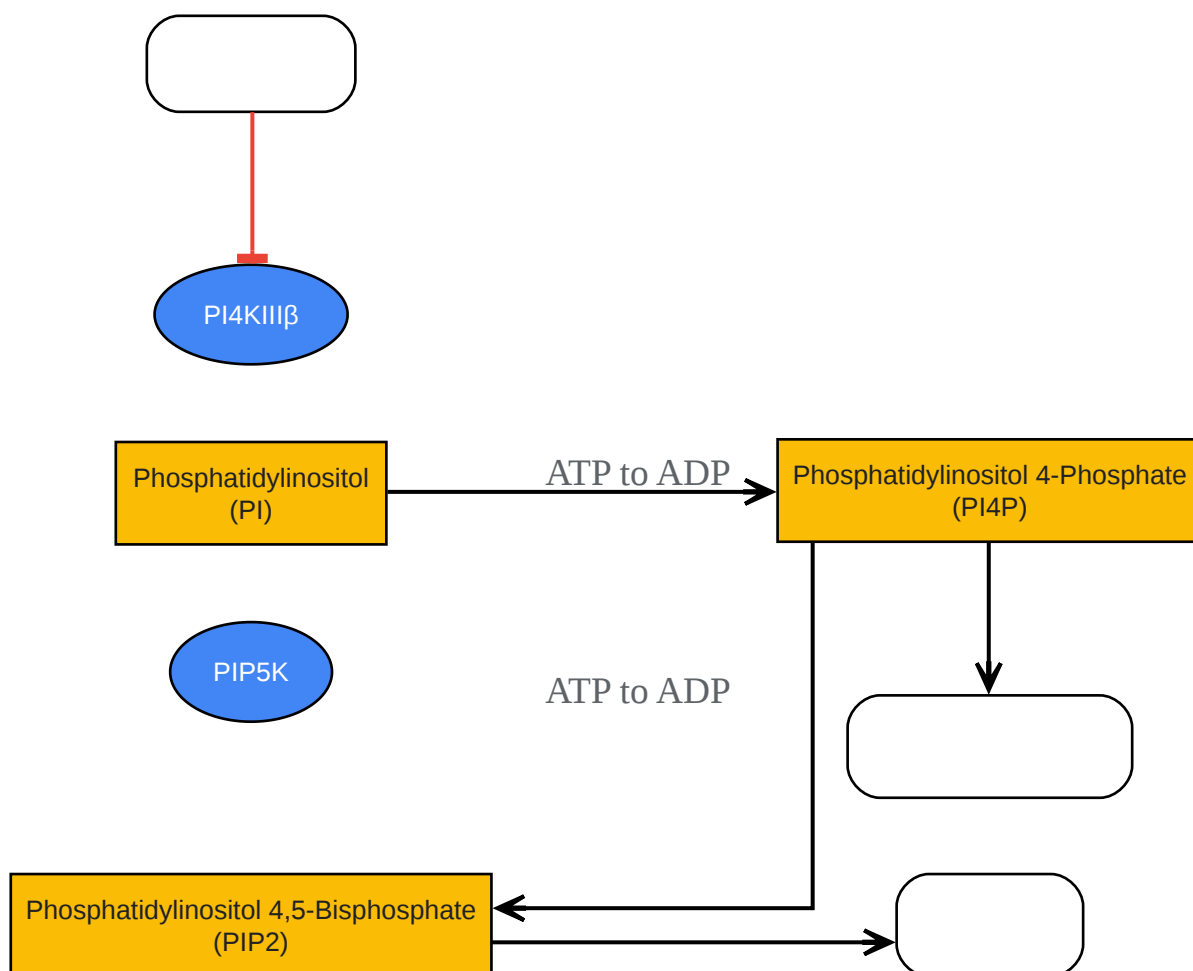 PI4KIIIβ
Phosphatidylinositol
(PI)
ATP to ADP
Phosphatidylinositol 4-Phosphate
(PI4P)
PIP5K
ATP to ADP
Phosphatidylinositol 4,5-Bisphosphate
(PIP2)